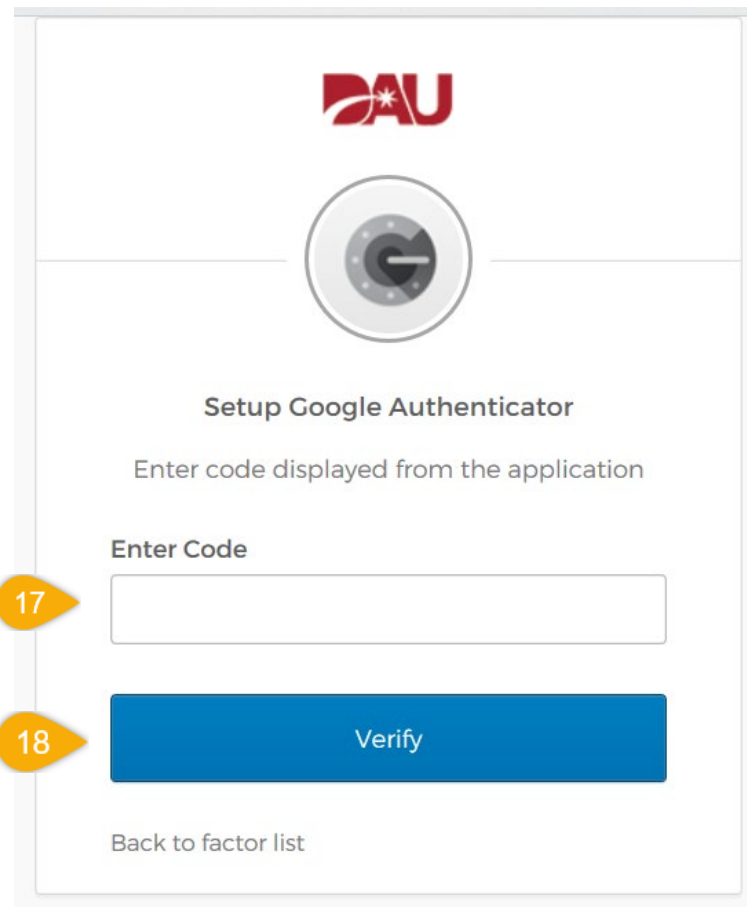 DAU
Setup Google Authenticator
Enter code displayed from the application
Enter Code
17
18
Verify
Back to factor list